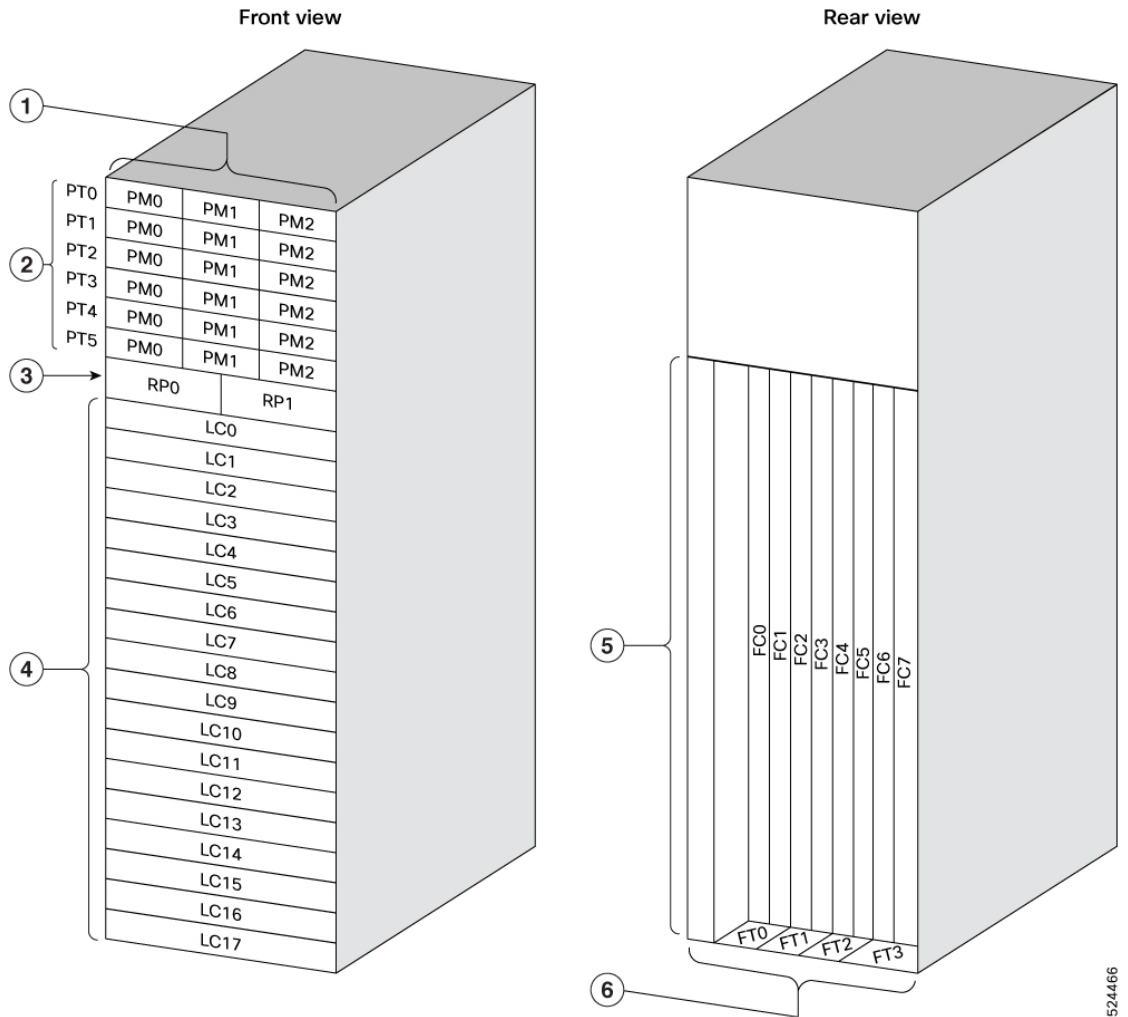 Front view
Rear view
1
2
PT0 PM0 PM1 PM2
PT1 PM0 PM1 PM2
PT2 PM0 PM1 PM2
PT3 PM0 PM1 PM2
PT4 PM0 PM1 PM2
PT5 PM0 PM1 PM2
3
RP0 RP1
4
LC0
LC1
LC2
LC3
LC4
LC5
LC6
LC7
LC8
LC9
LC10
LC11
LC12
LC13
LC14
LC15
LC16
LC17
5
FC0
FC1
FC2
FC3
FC4
FC5
FC6
FC7
FT0 FT1 FT2 FT3
6
524466